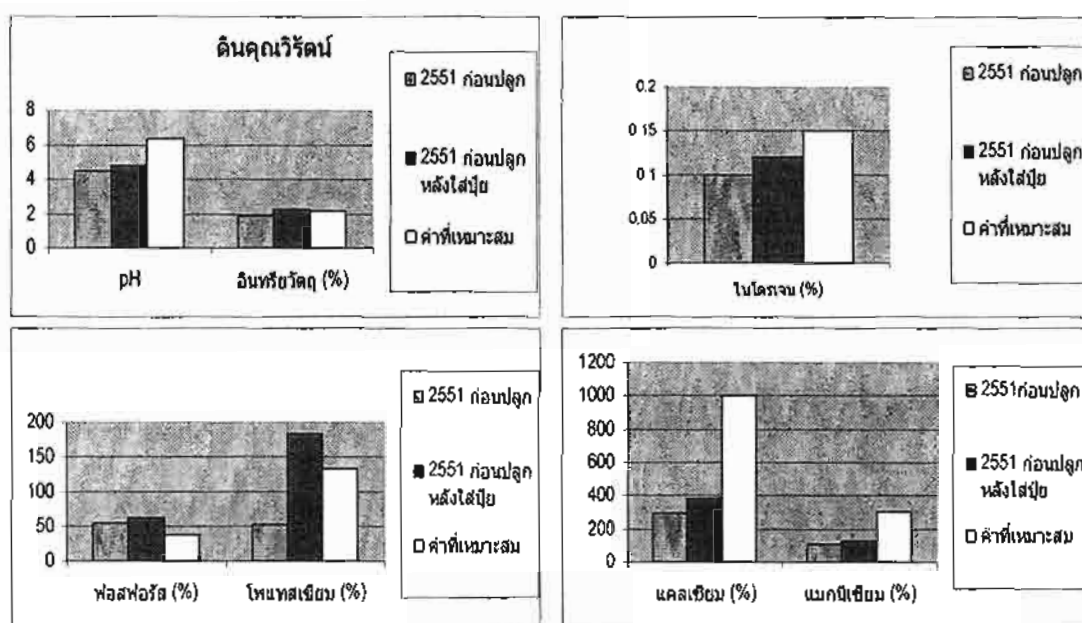 ดินคุณวิรัตน์
8
6
4
2
0
pH อินทรียวัตถุ (%)
2551 ก่อนปลูก
2551 ก่อนปลูก
หลังใส่ปุ๋ย
ค่าที่เหมาะสม
0.2
0.15
0.1
0.05
0
ไนโตรเจน (%)
2551 ก่อนปลูก
2551 ก่อนปลูก
หลังใส่ปุ๋ย
ค่าที่เหมาะสม
200
150
100
50
0
ฟอสฟอรัส (%) โพแทสเซียม (%)
2551 ก่อนปลูก
2551 ก่อนปลูก
หลังใส่ปุ๋ย
ค่าที่เหมาะสม
1200
1000
800
600
400
200
0
แคลเซียม (%) แมกนีเซียม (%)
2551ก่อนปลูก
2551 ก่อนปลูก
หลังใส่ปุ๋ย
ค่าที่เหมาะสม